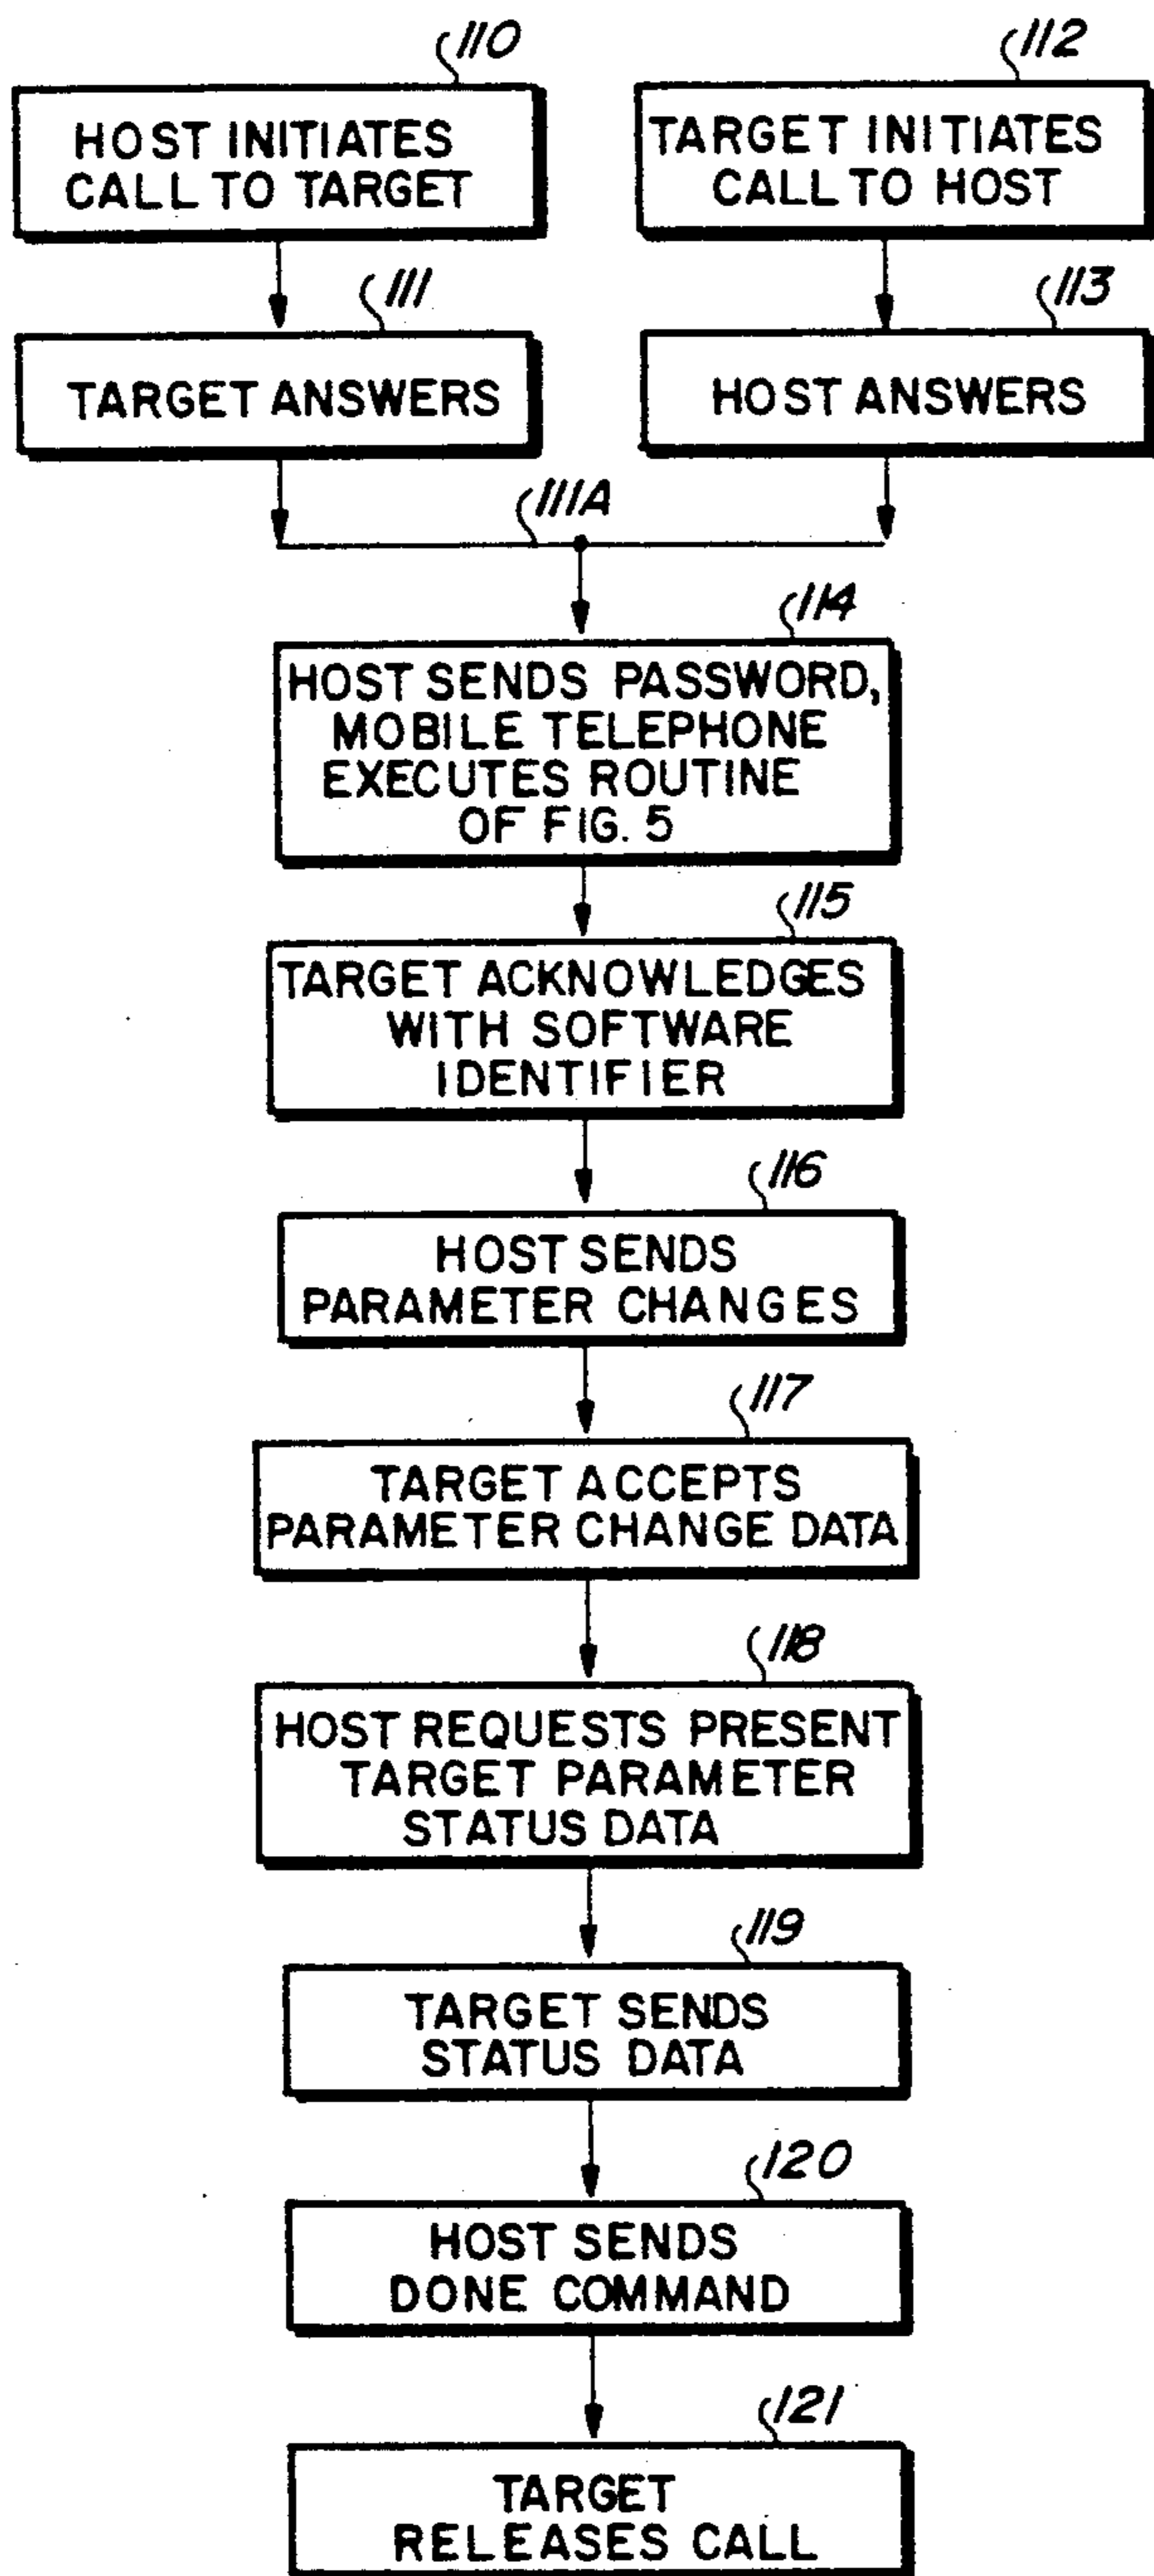 110
HOST INITIATES
CALL TO TARGET
112
TARGET INITIATES
CALL TO HOST
111
TARGET ANSWERS
113
HOST ANSWERS
111A
114
HOST SENDS PASSWORD,
MOBILE TELEPHONE
EXECUTES ROUTINE
OF FIG. 5
115
TARGET ACKNOWLEDGES
WITH SOFTWARE
IDENTIFIER
116
HOST SENDS
PARAMETER CHANGES
117
TARGET ACCEPTS
PARAMETER CHANGE DATA
118
HOST REQUESTS PRESENT
TARGET PARAMETER
STATUS DATA
119
TARGET SENDS
STATUS DATA
120
HOST SENDS
DONE COMMAND
121
TARGET
RELEASES CALL